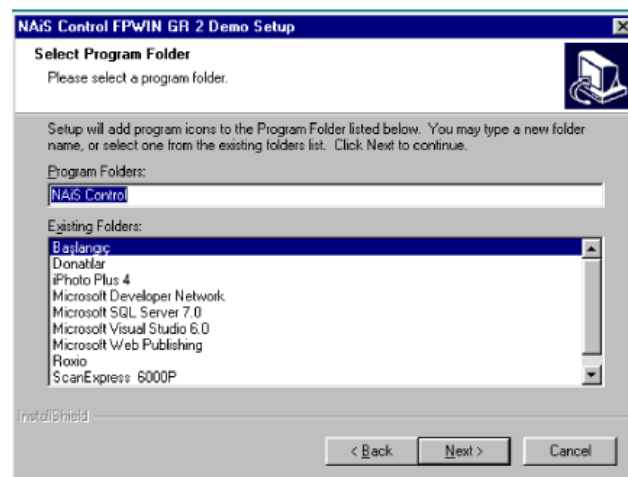 NAiS Control FPWIN GR 2 Demo Setup
Select Program Folder
Please select a program folder.
Setup will add program icons to the Program Folder listed below. You may type a new folder
name, or select one from the existing folders list. Click Next to continue.
Program Folders:
NAiS Control
Existing Folders:
Başlangıç
Donatılar
iPhoto Plus 4
Microsoft Developer Network
Microsoft SQL Server 7.0
Microsoft Visual Studio 6.0
Microsoft Web Publishing
Roxio
ScanExpress 6000P
InstallShield
< Back Next > Cancel